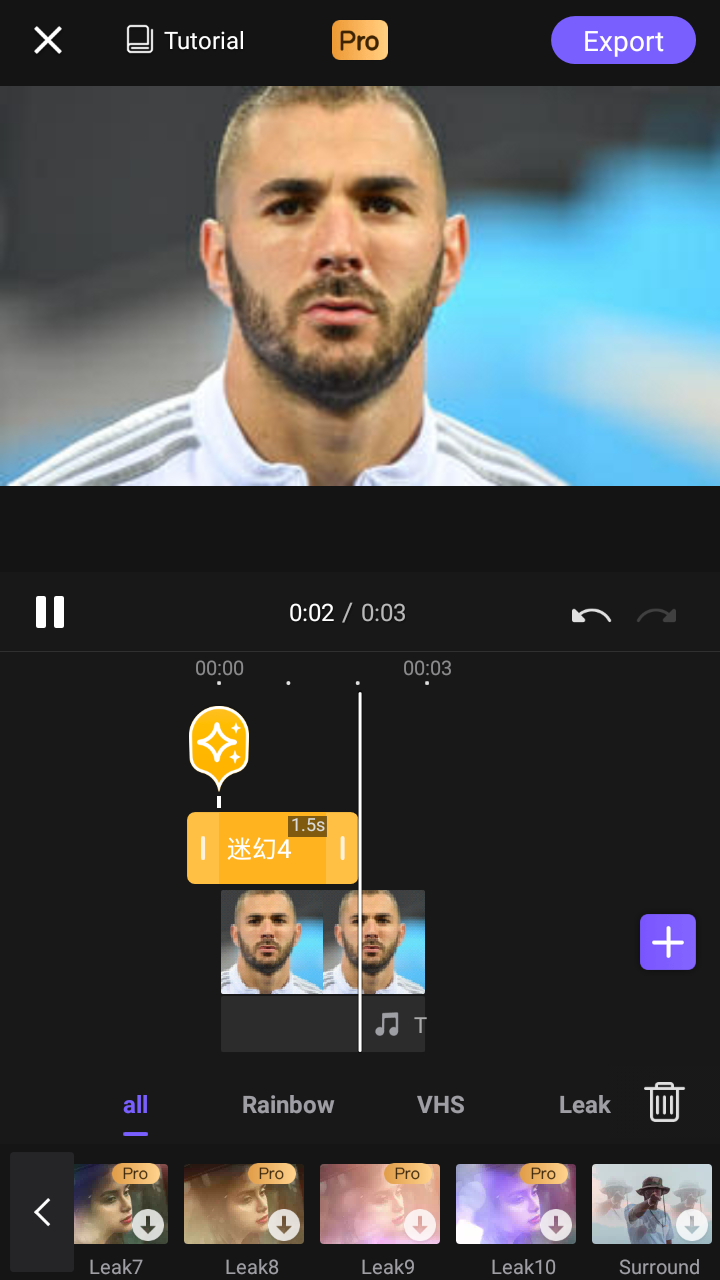 Tutorial
Pro
Export
0:02 / 0:03
00:00
00:03
1.5s
迷幻4
T
all
Rainbow
VHS
Leak
Pro
Pro
Pro
Pro
Leak7
Leak8
Leak9
Leak10
Surround